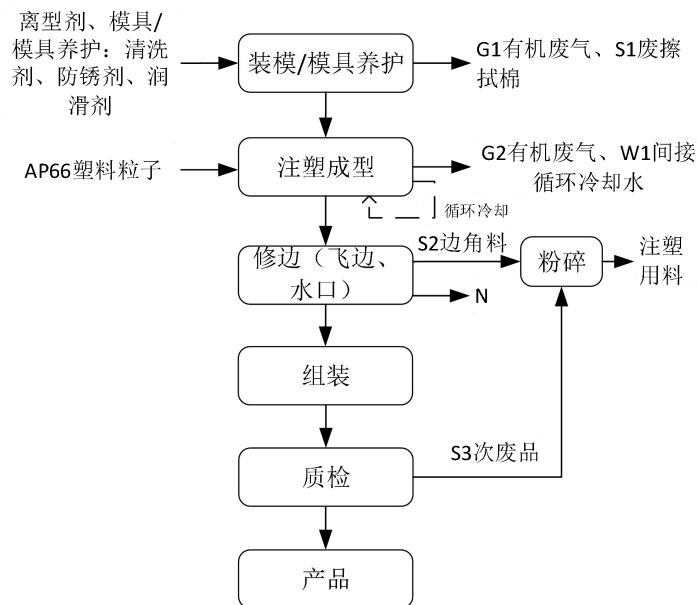 离型剂、模具/
模具养护：清洗
剂、防锈剂、润
滑剂
装模/模具养护
G1有机废气、S1废擦
拭棉
AP66塑料粒子
注塑成型
G2有机废气、W1间接
循环冷却水
循环冷却
修边（飞边、
水口）
S2边角料
粉碎
注塑
用料
N
组装
质检
S3次废品
产品